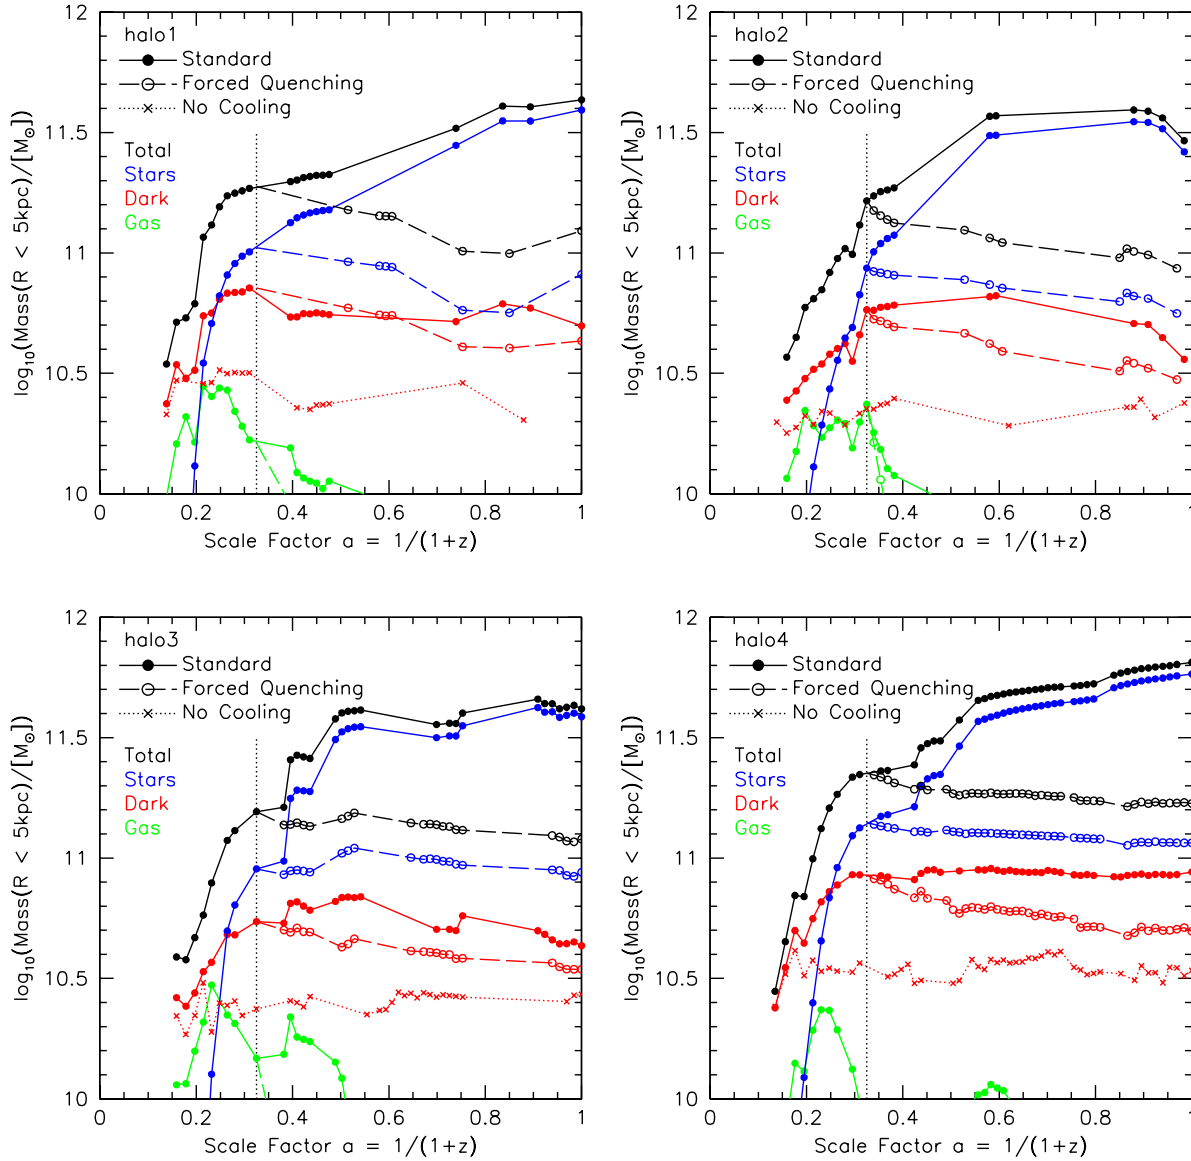 halo1
Standard
Forced Quenching
No Cooling
Total
Stars
Dark
Gas
log10(Mass(R < 5kpc)/[M⊙])
12
11.5
11
10.5
10
0 0.2 0.4 0.6 0.8 1
Scale Factor a = 1/(1+z)
halo2
Standard
Forced Quenching
No Cooling
Total
Stars
Dark
Gas
log10(Mass(R < 5kpc)/[M⊙])
12
11.5
11
10.5
10
0 0.2 0.4 0.6 0.8 1
Scale Factor a = 1/(1+z)
halo3
Standard
Forced Quenching
No Cooling
Total
Stars
Dark
Gas
log10(Mass(R < 5kpc)/[M⊙])
12
11.5
11
10.5
10
0 0.2 0.4 0.6 0.8 1
Scale Factor a = 1/(1+z)
halo4
Standard
Forced Quenching
No Cooling
Total
Stars
Dark
Gas
log10(Mass(R < 5kpc)/[M⊙])
12
11.5
11
10.5
10
0 0.2 0.4 0.6 0.8 1
Scale Factor a = 1/(1+z)